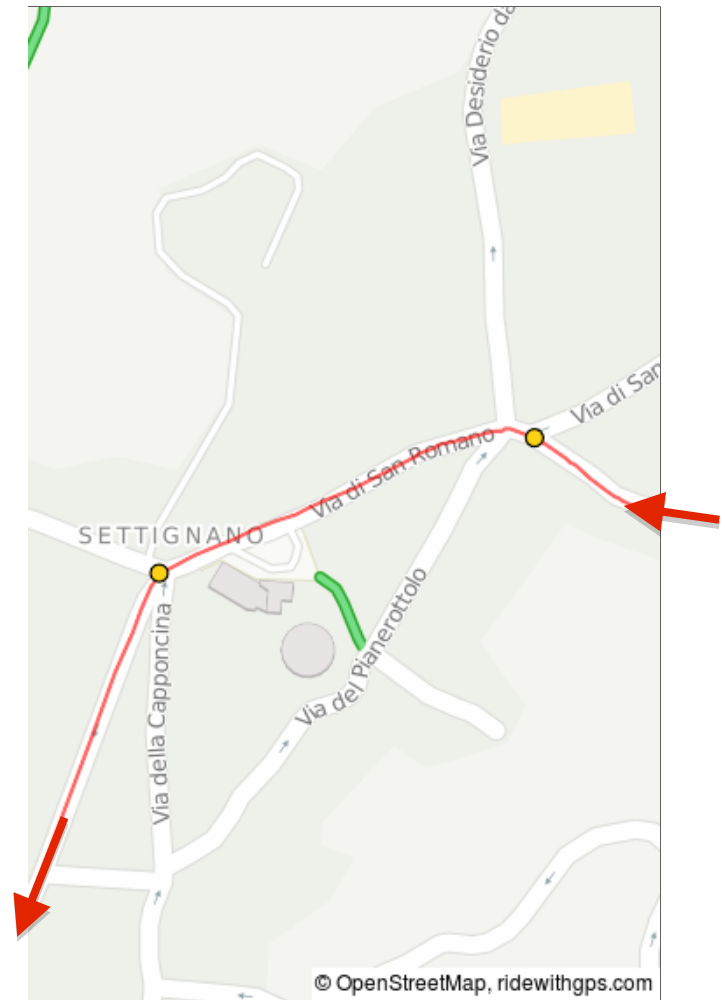 Via Desiderio da
Via di San
Via di San Romano
SETTIGNANO
Via del Pianerottolo
Via della Capponcina
© OpenStreetMap, ridewithgps.com